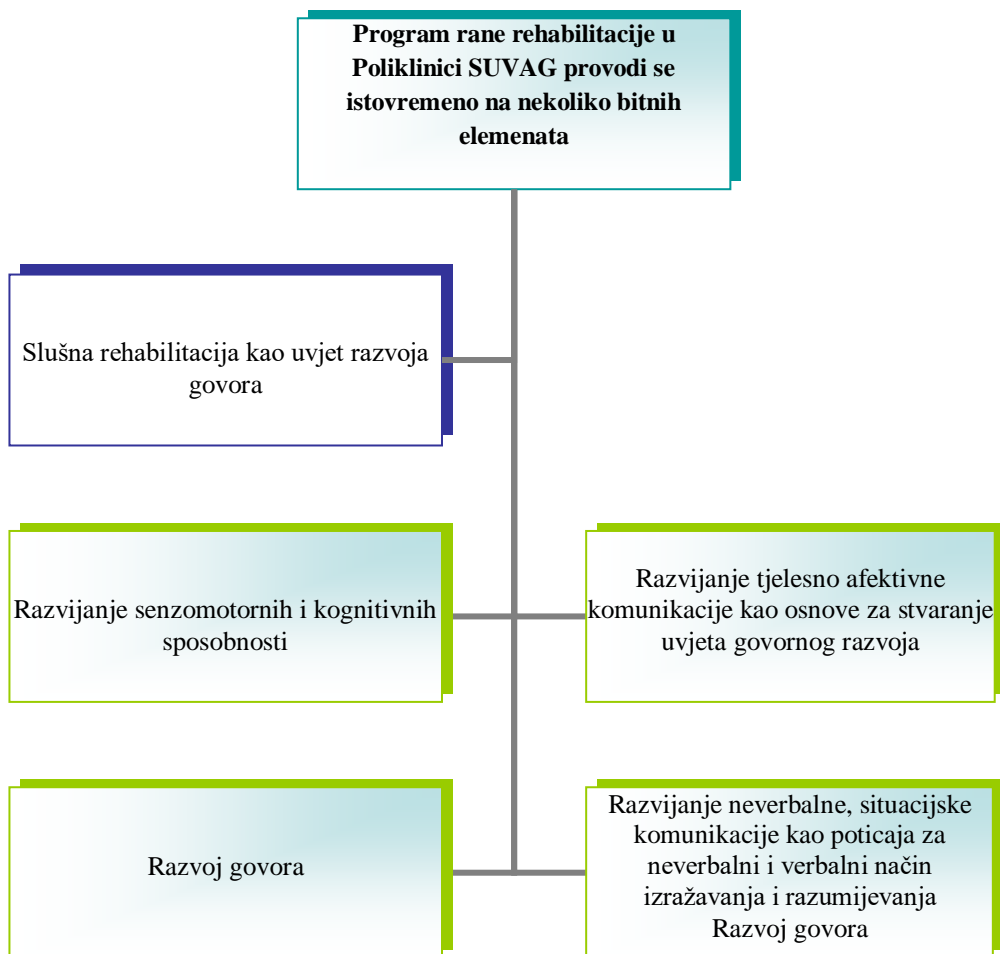 Program rane rehabilitacije u
Poliklinici SUVAG provodi se
istovremeno na nekoliko bitnih
elemenata
Slušna rehabilitacija kao uvjet razvoja
govora
Razvijanje senzomotornih i kognitivnih
sposobnosti
Razvijanje tjelesno afektivne
komunikacije kao osnove za stvaranje
uvjeta govornog razvoja
Razvoj govora
Razvijanje neverbalne, situacijske
komunikacije kao poticaja za
neverbalni i verbalni način
izražavanja i razumijevanja
Razvoj govora